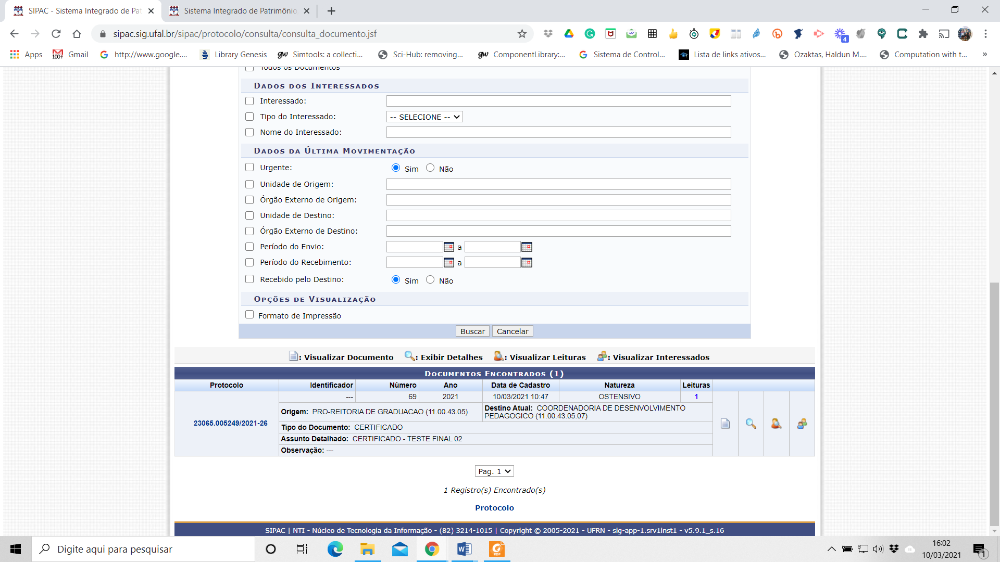 SIPAC - Sistema Integrado de Pat
Sistema Integrado de Patrimônio,
sipac.sig.ufal.br/sipac/protocolo/consulta/consulta_documento.jsf
4
Apps
100+
Gmail
http://www.google....
Library Genesis
gw
Simtools: a collecti...
Sci-Hub: removing...
gw
ComponentLibrary:...
Sistema de Control...
Lista de links ativos...
Ozaktas, Haldun M....
Computation with t...
»
Todos os Documentos
DADOS DOS INTERESSADOS
Interessado:
Tipo do Interessado:
-- SELECIONE --
Nome do Interessado:
DADOS DA ÚLTIMA MOVIMENTAÇÃO
Urgente:
Sim
Não
Unidade de Origem:
Órgão Externo de Origem:
Unidade de Destino:
Órgão Externo de Destino:
Período do Envio:
a
Período do Recebimento:
a
Recebido pelo Destino:
Sim
Não
OPÇÕES DE VISUALIZAÇÃO
Formato de Impressão
Buscar
Cancelar
: Visualizar Documento
: Exibir Detalhes
: Visualizar Leituras
: Visualizar Interessados
DOCUMENTOS ENCONTRADOS (1)
Protocolo
Identificador
Número
Ano
Data de Cadastro
Natureza
Leituras
23065.005249/2021-26
---
69
2021
10/03/2021 10:47
OSTENSIVO
1
Origem: PRO-REITORIA DE GRADUACAO (11.00.43.05)
Destino Atual: COORDENADORIA DE DESENVOLVIMENTO
PEDAGOGICO (11.00.43.05.07)
Tipo do Documento: CERTIFICADO
Assunto Detalhado: CERTIFICADO - TESTE FINAL 02
Observação: ---
Pag. 1
1 Registro(s) Encontrado(s)
Protocolo
SIPAC | NTI - Núcleo de Tecnologia da Informação - (82) 3214-1015 | Copyright © 2005-2021 - UFRN - sig-app-1.srv1inst1 - v5.9.1_s.16
Digite aqui para pesquisar
PDF
16:02
10/03/2021
1